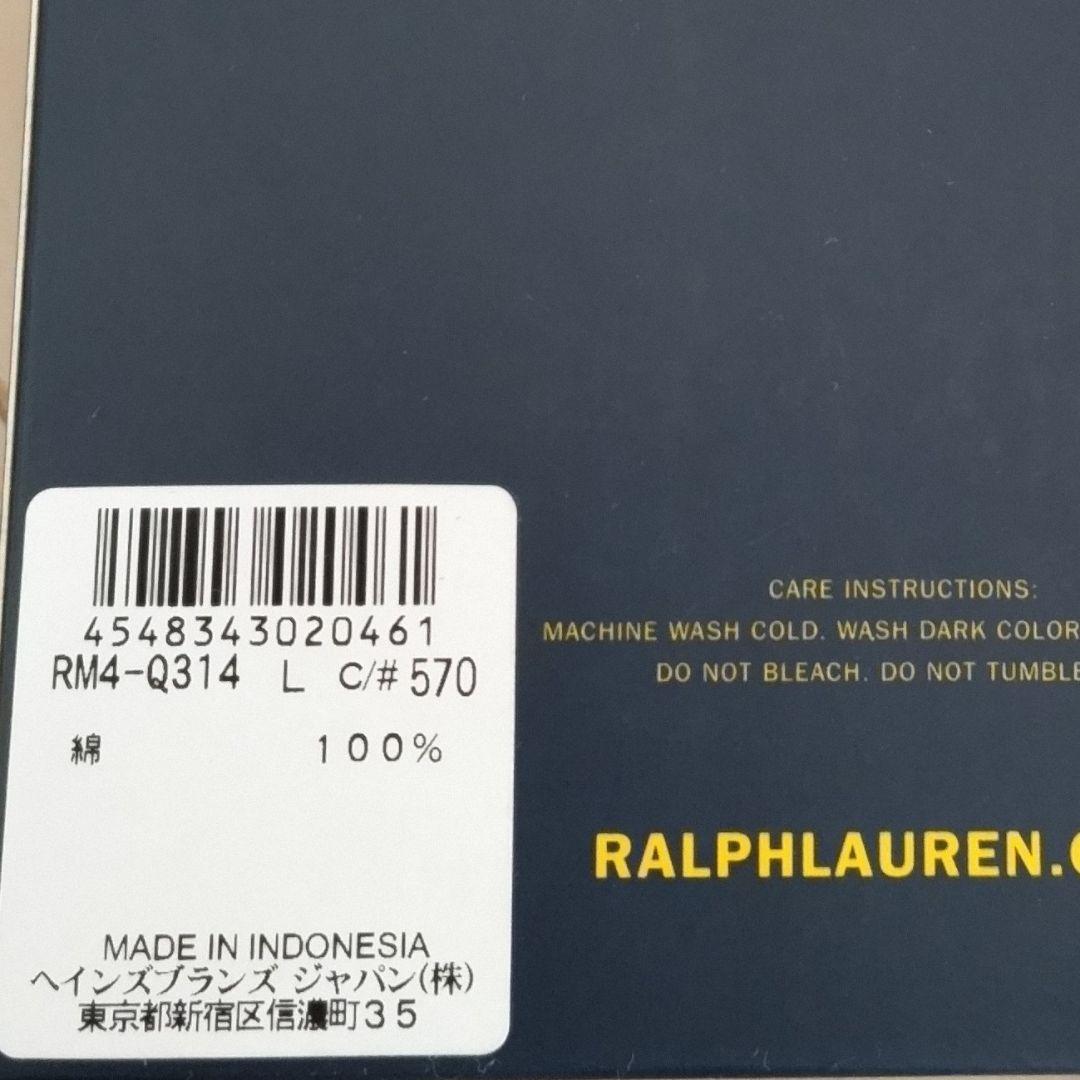 4548343020461
RM4-Q314 L C/# 570
綿 100%
MADE IN INDONESIA
ヘインズブランズ ジャパン(株)
東京都新宿区信濃町35
CARE INSTRUCTIONS:
MACHINE WASH COLD. WASH DARK COLOR
DO NOT BLEACH. DO NOT TUMBLE
RALPHLAUREN.